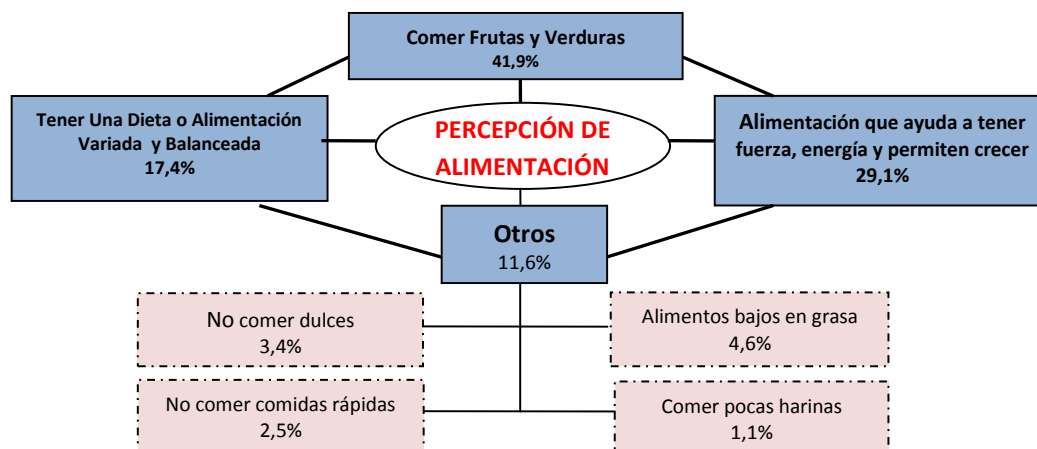 Comer Frutas y Verduras
41,9%
Tener Una Dieta o Alimentación
Variada y Balanceada
17,4%
PERCEPCIÓN DE
ALIMENTACIÓN
Alimentación que ayuda a tener
fuerza, energía y permiten crecer
29,1%
Otros
11,6%
No comer dulces
3,4%
Alimentos bajos en grasa
4,6%
No comer comidas rápidas
2,5%
Comer pocas harinas
1,1%